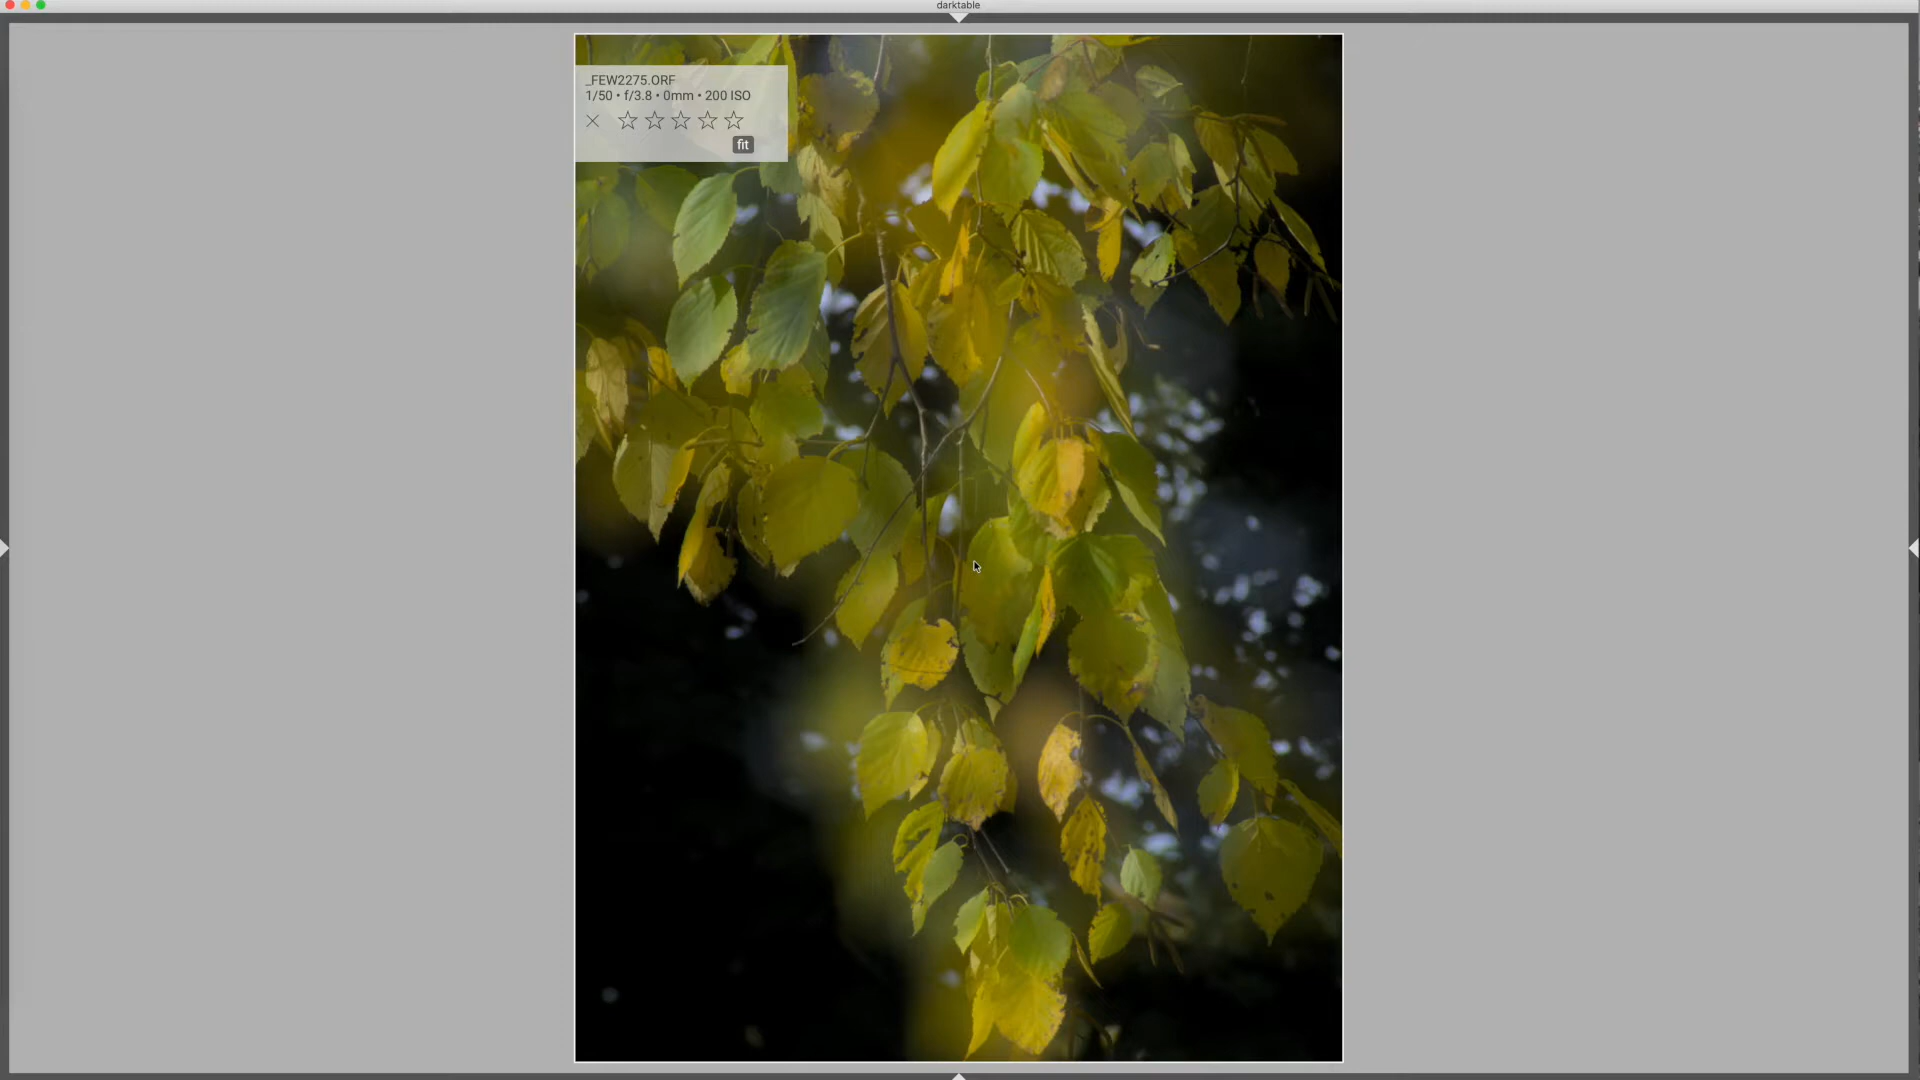 darktable
_FEW2275.ORF
1/50 • f/3.8 • 0mm • 200 ISO
fit